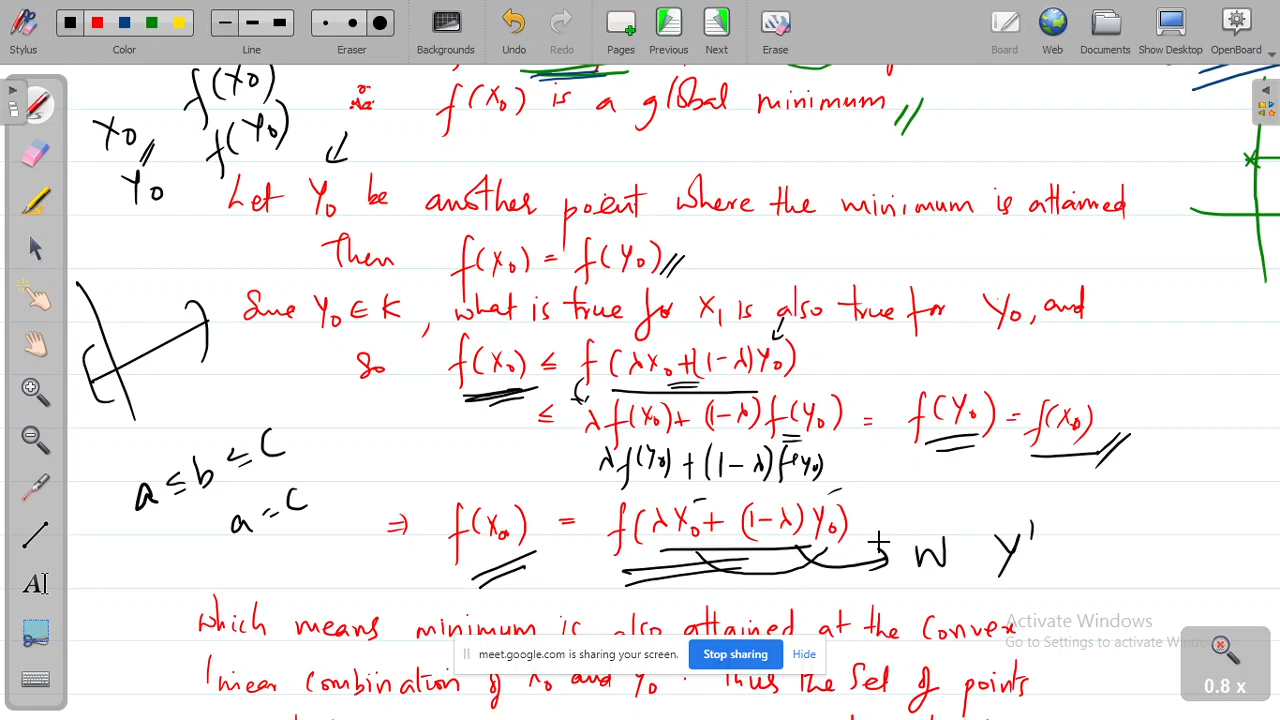 Stylus
Color
Line
Eraser
Backgrounds
Undo
Redo
Pages
Previous
Next
Erase
Board
Web
Documents
Show Desktop
OpenBoard
f(X0)
∴ f(X0) is a global minimum //
X0
f(Y0)
Y0
Let Y0 be another point where the minimum is attained
Then f(X0) = f(Y0) //
Since Y0 ∈ K, what is true for X1 is also true for Y0, and
So f(X0) ≤ f(λX0+(1-λ)Y0)
≤ λf(X0)+(1-λ)f(Y0) = f(Y0) = f(X0) //
λf(Y0)+(1-λ)f(Y0)
a ≤ b ≤ c
a = c
⇒ f(X0) = f(λX0+(1-λ)Y0)
W Y'
Which means minimum is also attained at the Convex
linear combination of X0 and Y0. Thus the Set of points
Activate Windows
Go to Settings to activate Windows.
meet.google.com is sharing your screen.
Stop sharing
Hide
0.8 x